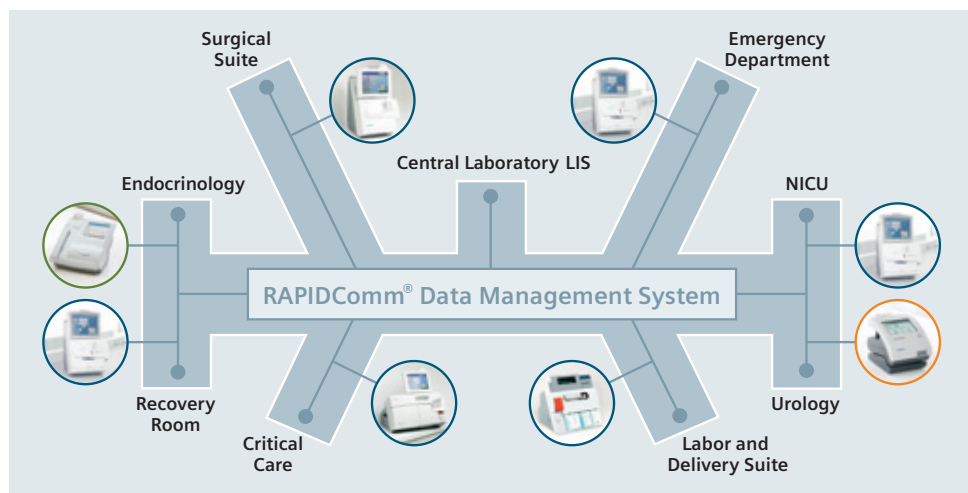 Surgical
Suite
Emergency
Department
Central Laboratory LIS
Endocrinology
NICU
RAPIDComm® Data Management System
Recovery
Room
Urology
Critical
Care
Labor and
Delivery Suite